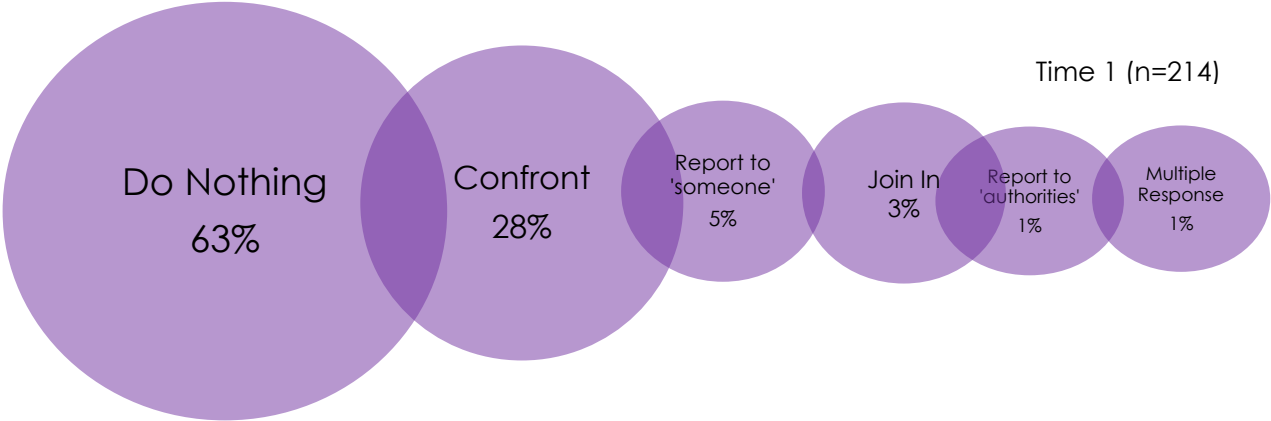 Time 1 (n=214)
Do Nothing
63%
Confront
28%
Report to
'someone'
5%
Join In
3%
Report to
'authorities'
1%
Multiple
Response
1%